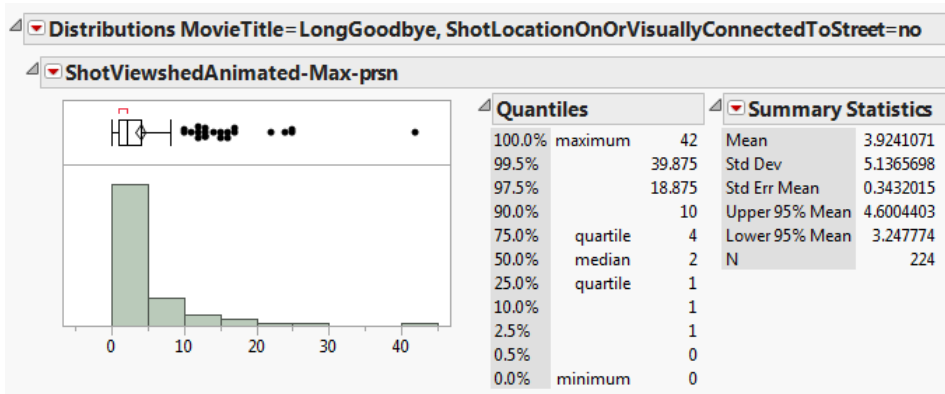 Distributions MovieTitle=LongGoodbye, ShotLocationOnOrVisuallyConnectedToStreet=no
ShotViewshedAnimated-Max-prsn
0 10 20 30 40
Quantiles
100.0% maximum 42
99.5% 39.875
97.5% 18.875
90.0% 10
75.0% quartile 4
50.0% median 2
25.0% quartile 1
10.0% 1
2.5% 1
0.5% 0
0.0% minimum 0
Summary Statistics
Mean 3.9241071
Std Dev 5.1365698
Std Err Mean 0.3432015
Upper 95% Mean 4.6004403
Lower 95% Mean 3.247774
N 224